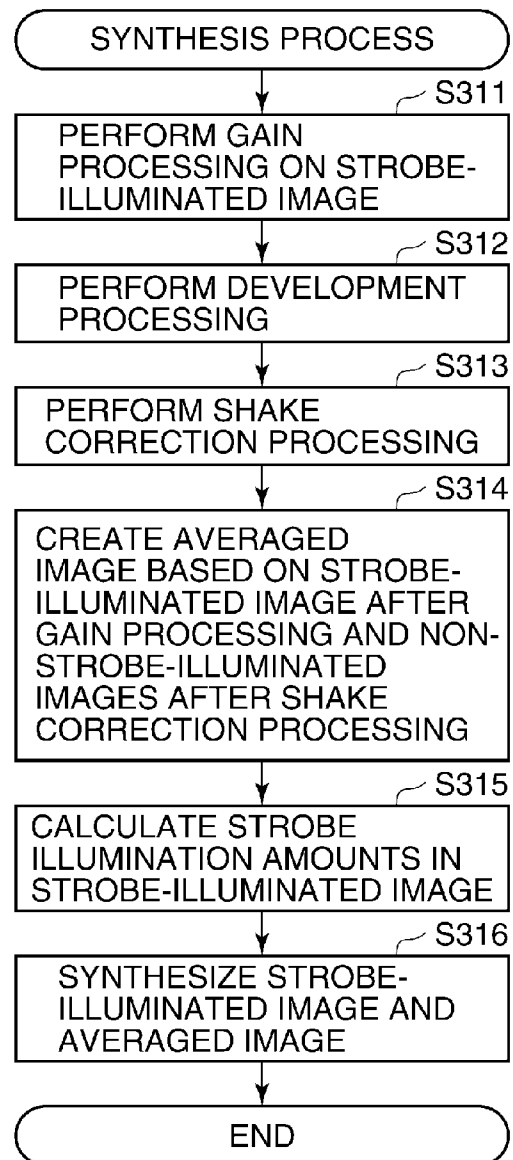 SYNTHESIS PROCESS
S311
PERFORM GAIN
PROCESSING ON STROBE-
ILLUMINATED IMAGE
S312
PERFORM DEVELOPMENT
PROCESSING
S313
PERFORM SHAKE
CORRECTION PROCESSING
S314
CREATE AVERAGED
IMAGE BASED ON STROBE-
ILLUMINATED IMAGE AFTER
GAIN PROCESSING AND NON-
STROBE-ILLUMINATED
IMAGES AFTER SHAKE
CORRECTION PROCESSING
S315
CALCULATE STROBE
ILLUMINATION AMOUNTS IN
STROBE-ILLUMINATED IMAGE
S316
SYNTHESIZE STROBE-
ILLUMINATED IMAGE AND
AVERAGED IMAGE
END